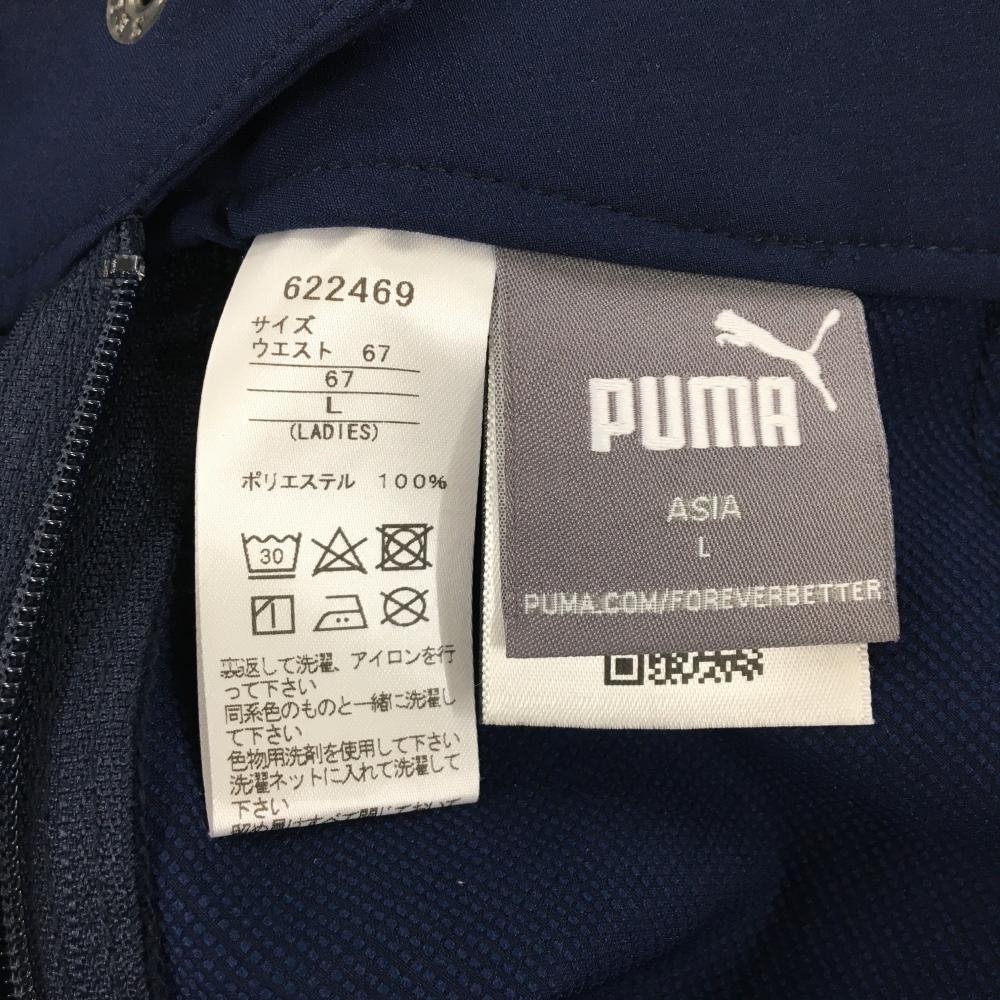 622469
サイズ
ウエスト 67
67
L
(LADIES)
ポリエステル 100%
30
裏返して洗濯、アイロンを行
って下さい
同系色のものと一緒に洗濯し
て下さい
色物用洗剤を使用して下さい
洗濯ネットに入れて洗濯して
下さい
PUMA
ASIA
L
PUMA.COM/FOREVERBETTER